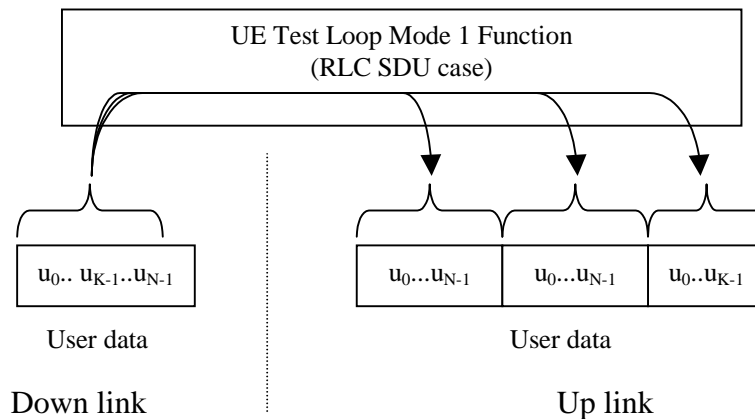 UE Test Loop Mode 1 Function
(RLC SDU case)
u0.. uK-1..uN-1
u0...uN-1
u0...uN-1
u0..uK-1
User data
User data
Down link
Up link